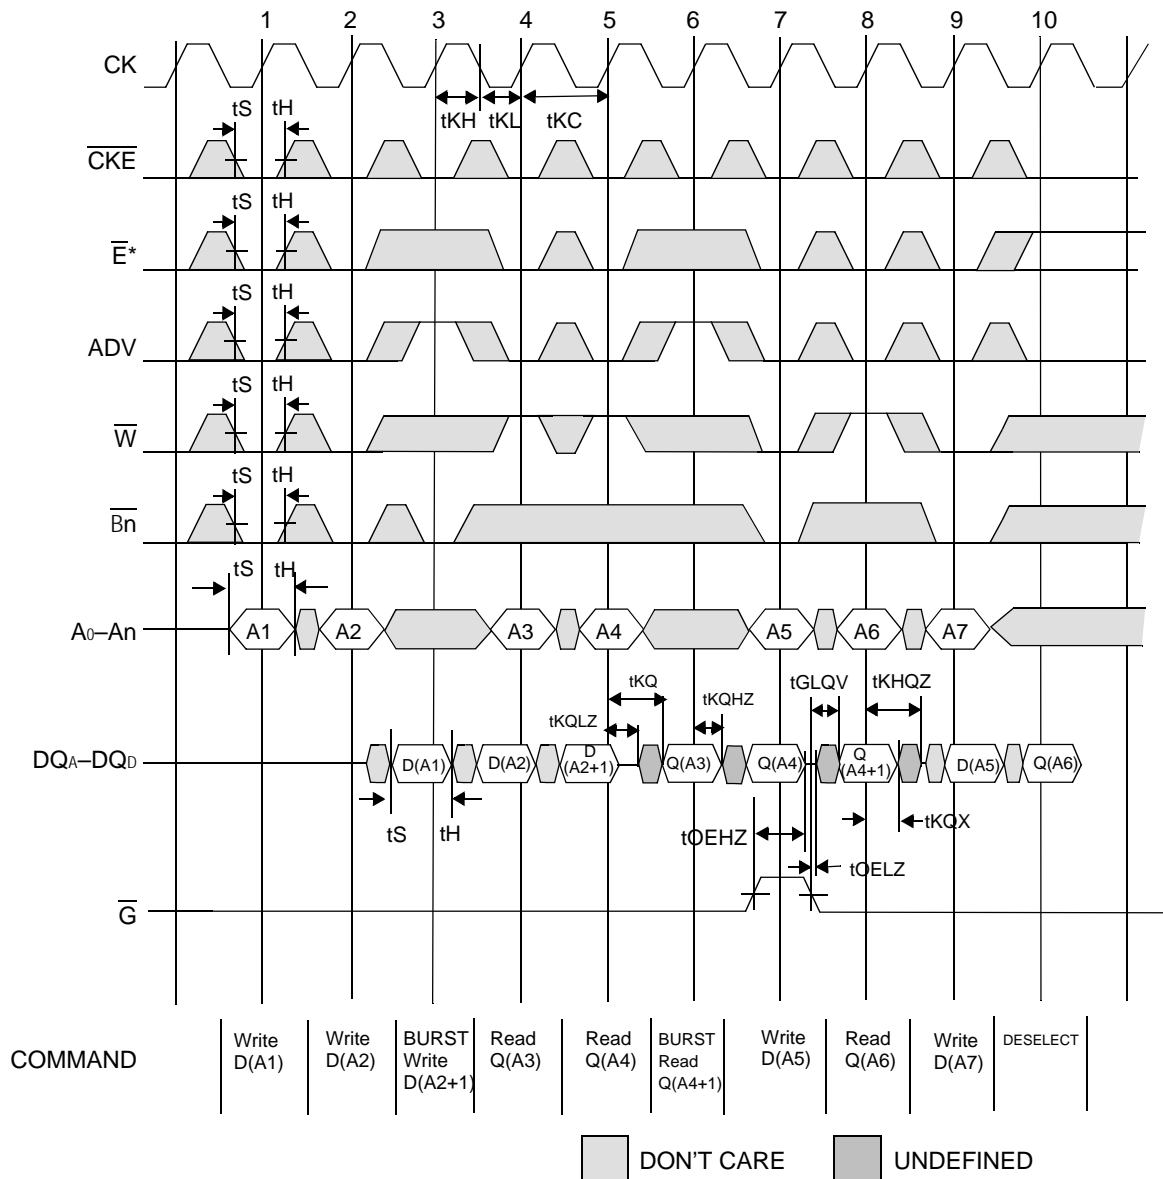 1 2 3 4 5 6 7 8 9 10
CK
tKH tKL tKC
tS tH
CKE
tS tH
E*
tS tH
ADV
tS tH
W
tS tH
Bn
tS tH
A0–An A1 A2 A3 A4 A5 A6 A7
tKQ tGLQV tKHQZ
tKQLZ tKQHZ
DQA–DQD D(A1) D(A2) D (A2+1) Q(A3) Q(A4) Q (A4+1) D(A5) Q(A6)
tS tH tOEHZ tKQX
tOELZ
G
COMMAND
Write D(A1)
Write D(A2)
BURST Write D(A2+1)
Read Q(A3)
Read Q(A4)
BURST Read Q(A4+1)
Write D(A5)
Read Q(A6)
Write D(A7)
DESELECT
DON'T CARE UNDEFINED